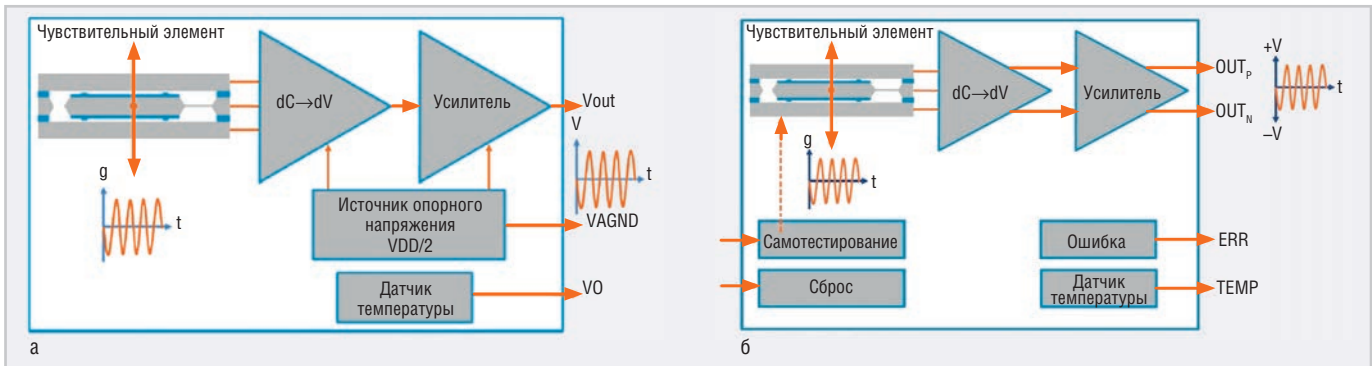 Чувствительный элемент
dC→dV
Усилитель
Vout
V
t
g
t
Источник опорного
напряжения
VDD/2
VAGND
Датчик
температуры
VO
а
Чувствительный элемент
dC→dV
Усилитель
OUTP
OUTN
+V
t
–V
g
t
Самотестирование
Сброс
Ошибка
ERR
Датчик
температуры
TEMP
б